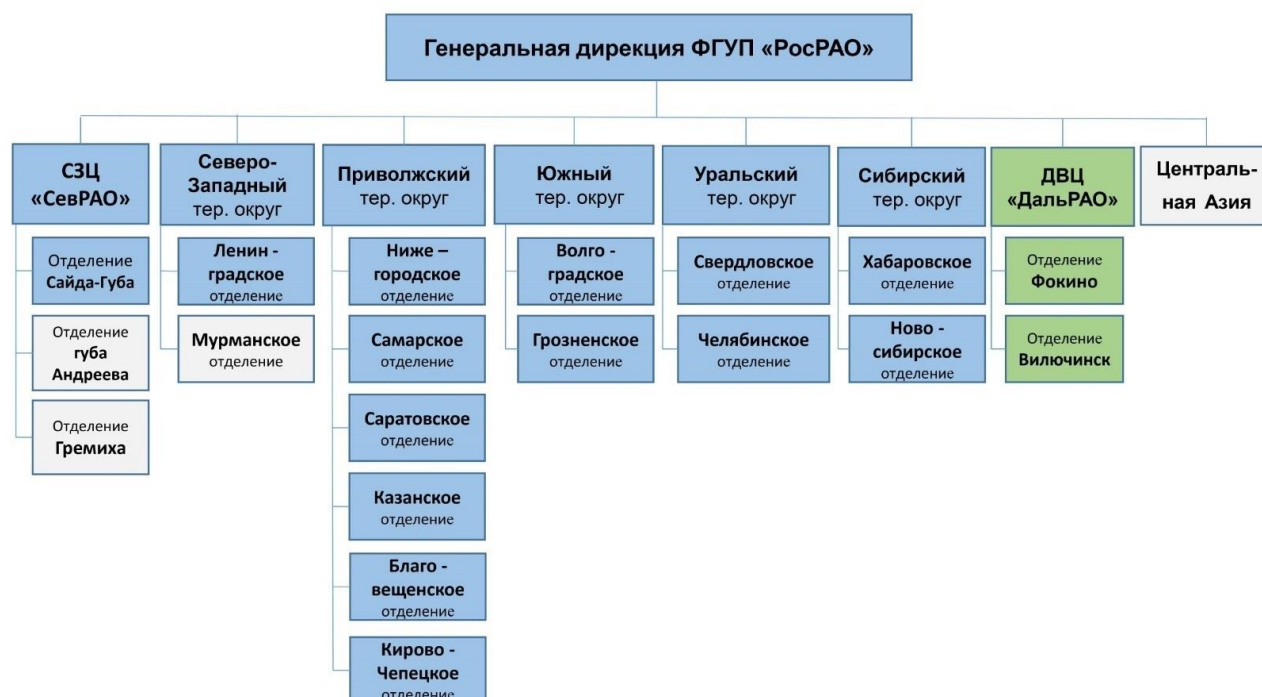 Генеральная дирекция ФГУП «РосРАО»
СЗЦ
«СевРАО»
Северо-
Западный
тер. округ
Приволжский
тер. округ
Южный
тер. округ
Уральский
тер. округ
Сибирский
тер. округ
ДВЦ
«ДальРАО»
Централь-
ная Азия
Отделение
Сайда-Губа
Отделение
губа
Андреева
Отделение
Гремиха
Ленин -
градское
отделение
Мурманское
отделение
Ниже –
городское
отделение
Самарское
отделение
Саратовское
отделение
Казанское
отделение
Благо -
вещенское
отделение
Кирово -
Чепецкое
отделение
Волго -
градское
отделение
Грозненское
отделение
Свердловское
отделение
Челябинское
отделение
Хабаровское
отделение
Ново -
сибирское
отделение
Отделение
Фокино
Отделение
Вилючинск